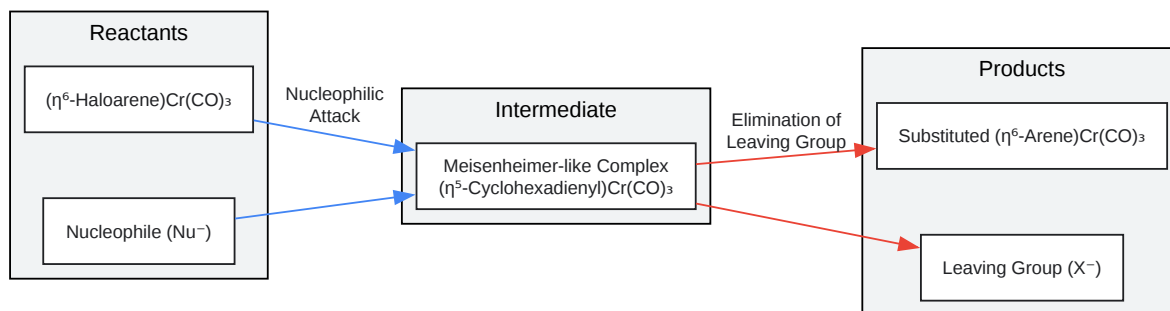 Reactants
(η⁶-Haloarene)Cr(CO)₃
Nucleophile (Nu⁻)
Nucleophilic
Attack
Intermediate
Meisenheimer-like Complex
(η⁵-Cyclohexadienyl)Cr(CO)₃
Elimination of
Leaving Group
Products
Substituted (η⁶-Arene)Cr(CO)₃
Leaving Group (X⁻)